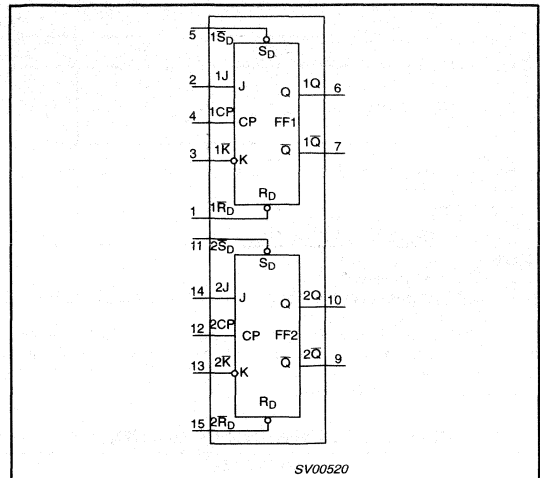 5 1S̅D SD
2 1J J Q 1Q 6
4 1CP CP FF1
3 1K̅ K Q̅ 1Q̅ 7
RD
1 1R̅D
11 2S̅D
SD
14 2J J Q 2Q 10
12 2CP CP FF2
13 2K̅ K Q̅ 2Q̅ 9
RD
15 2R̅D
SV00520